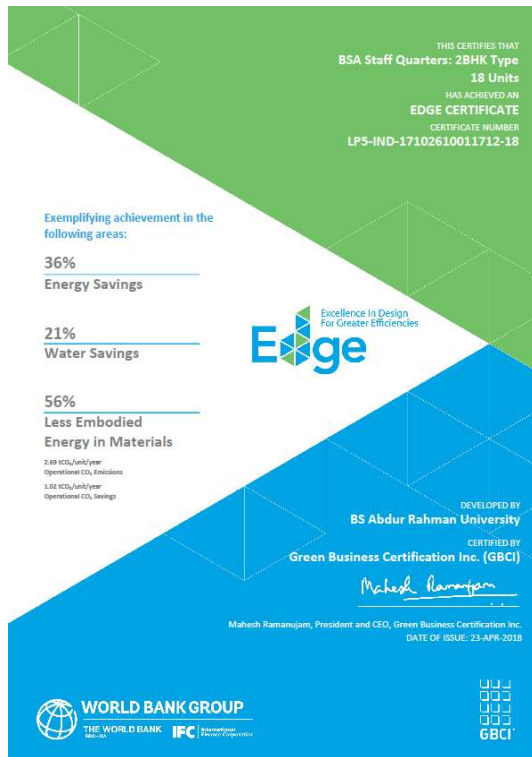 THIS CERTIFIES THAT
BSA Staff Quarters: 2BHK Type
18 Units
HAS ACHIEVED AN
EDGE CERTIFICATE
CERTIFICATE NUMBER
LP5-IND-17102610011712-18
Exemplifying achievement in the
following areas:
36%
Energy Savings
21%
Water Savings
56%
Less Embodied
Energy in Materials
2.69 tCO₂/unit/year
Operational CO₂ Emissions
1.02 tCO₂/unit/year
Operational CO₂ Savings
Edge
Excellence In Design
For Greater Efficiencies
DEVELOPED BY
BS Abdur Rahman University
CERTIFIED BY
Green Business Certification Inc. (GBCI)
Mahesh Ramanujam
Mahesh Ramanujam, President and CEO, Green Business Certification Inc.
DATE OF ISSUE: 23-APR-2018
WORLD BANK GROUP
THE WORLD BANK
IBRD • IDA
IFC International
Finance Corporation
GBCI